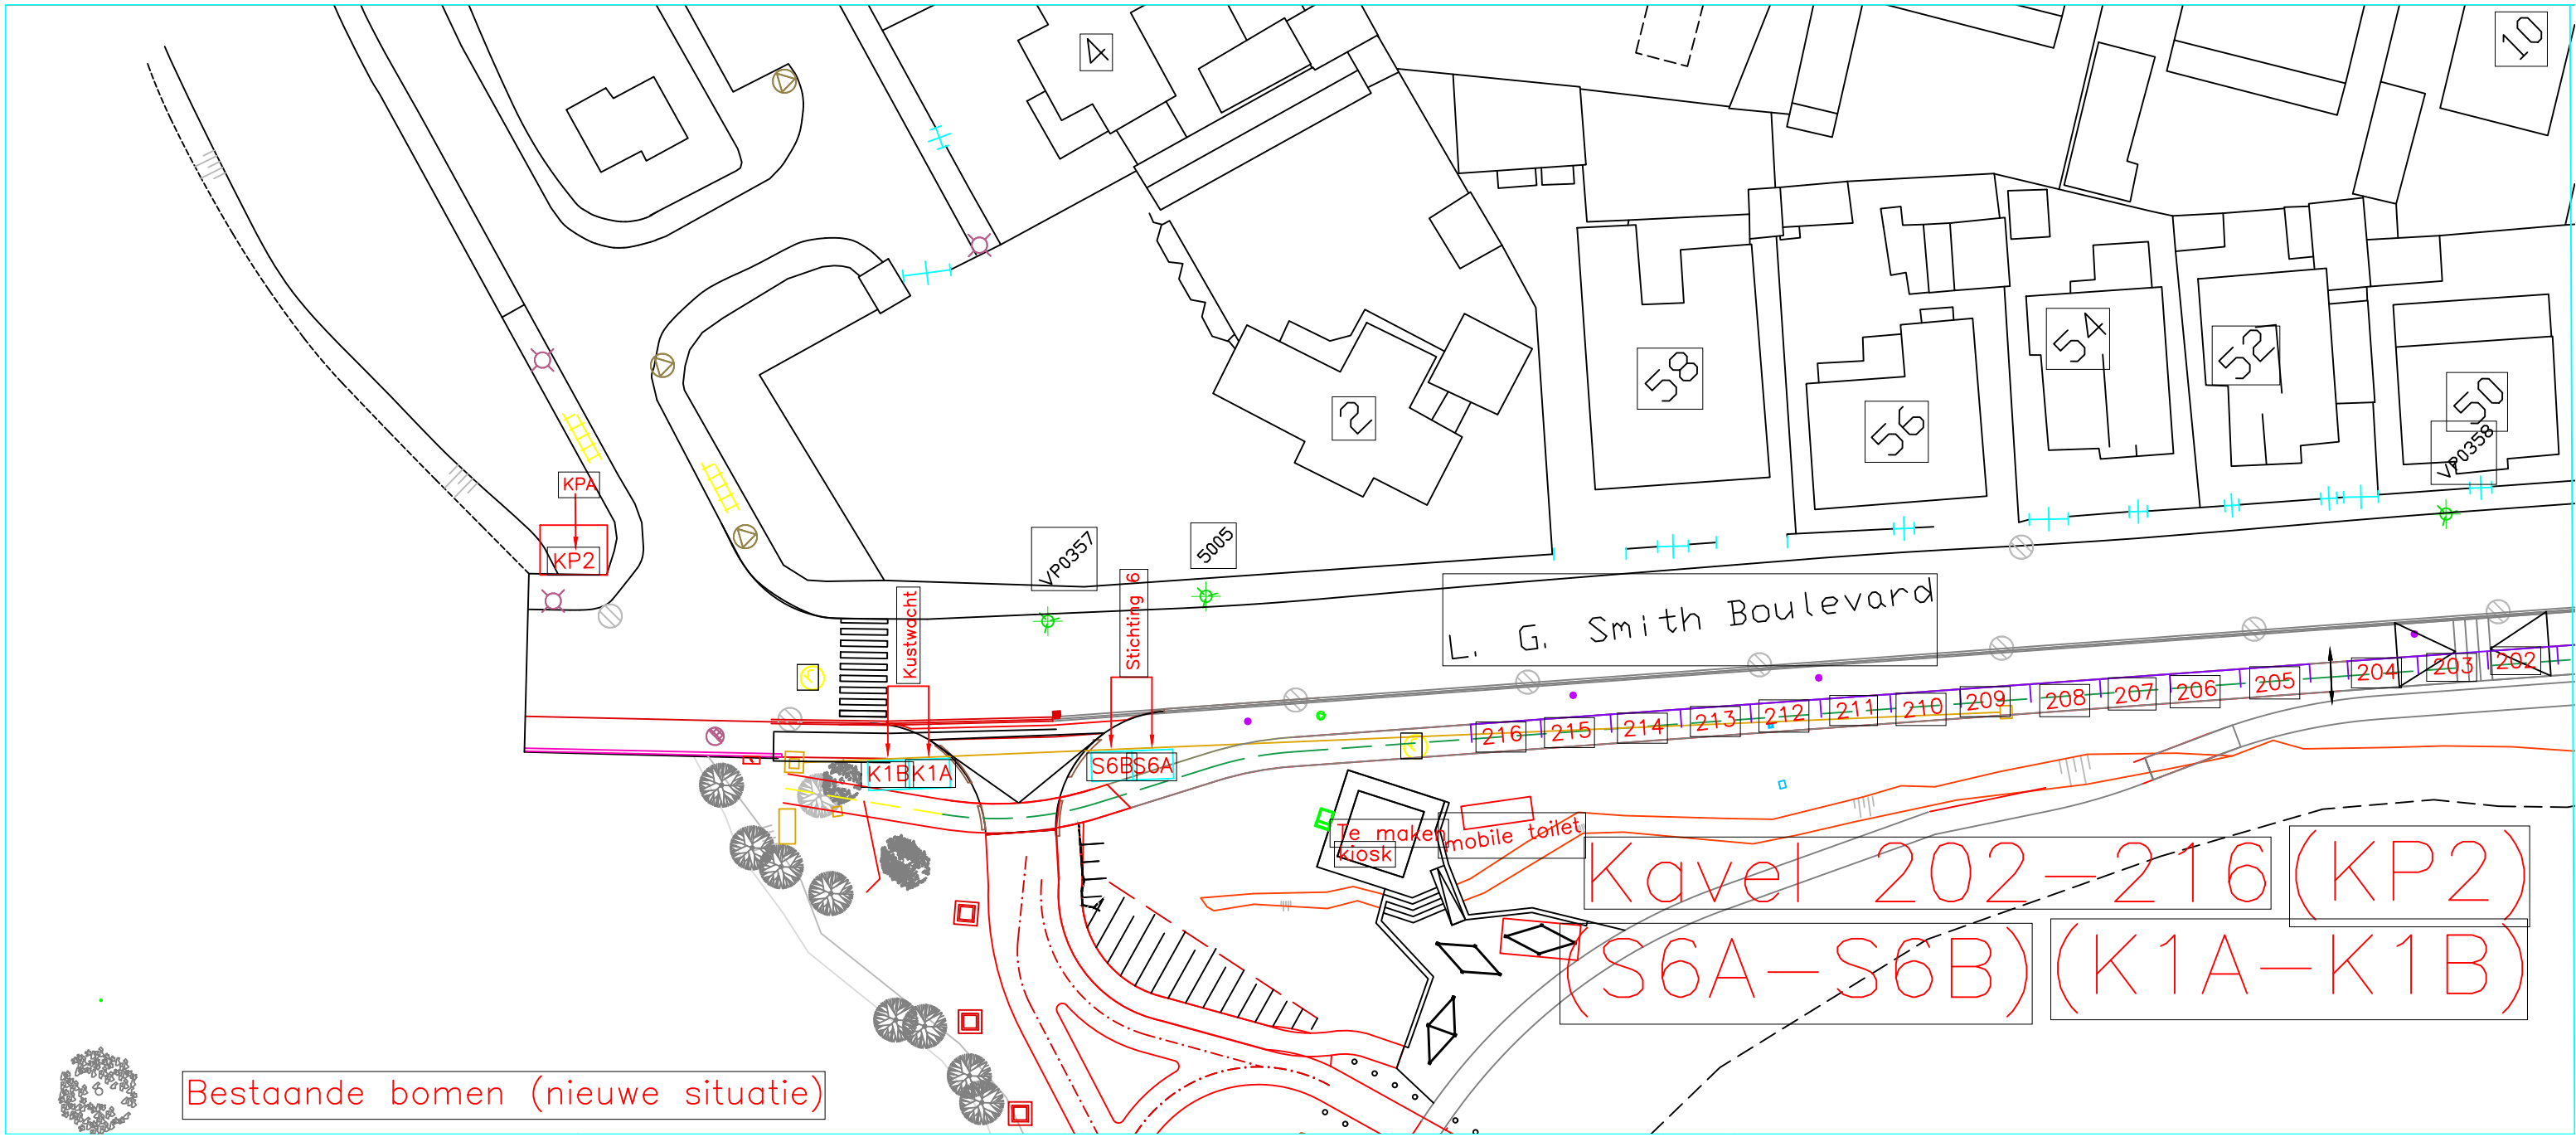 4
10
2
58
56
54
52
50
VP0358
KPA
KP2
VP0357
5005
Kustwacht
Stichting 6
L. G. Smith Boulevard
K1B
K1A
S6B
S6A
216
215
214
213
212
211
210
209
208
207
206
205
204
203
202
Te maken
kiosk
mobile toilet
Kavel 202-216 (KP2)
(S6A-S6B) (K1A-K1B)
Bestaande bomen (nieuwe situatie)